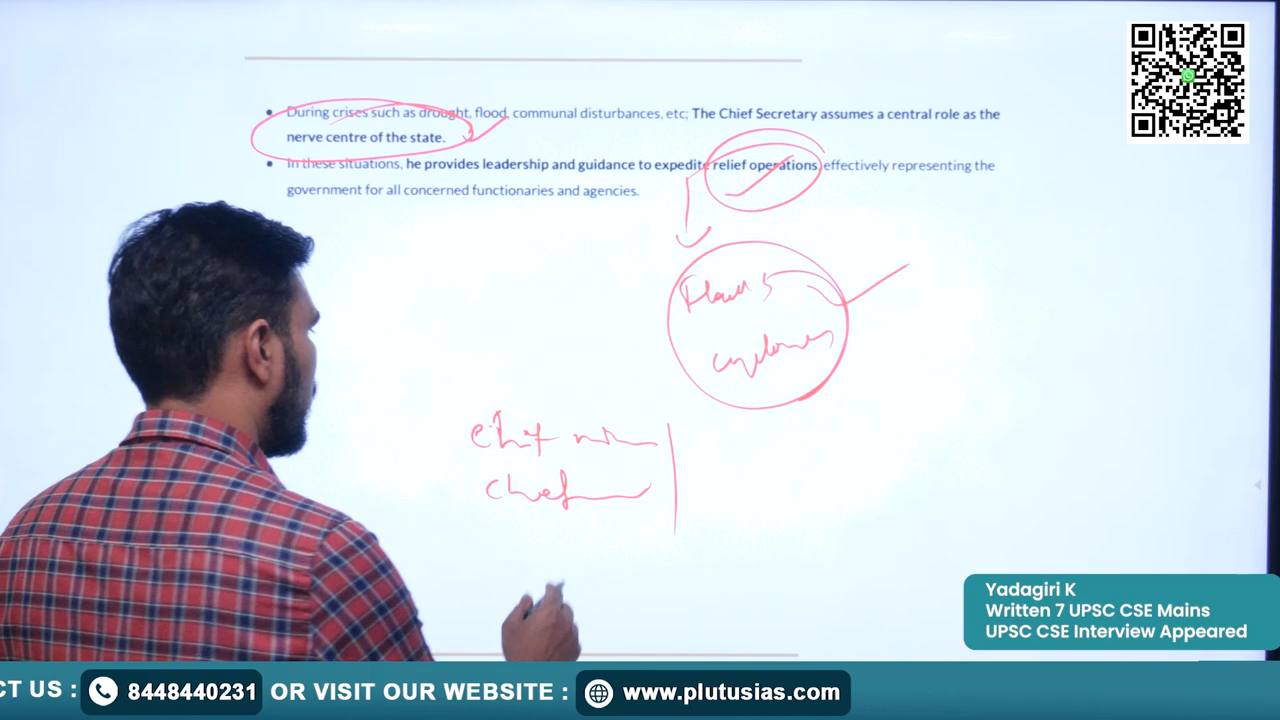 • During crises such as drought, flood, communal disturbances, etc; The Chief Secretary assumes a central role as the
nerve centre of the state.
• In these situations, he provides leadership and guidance to expedite relief operations, effectively representing the
government for all concerned functionaries and agencies.
cyclones
Chief
Yadagiri K
Written 7 UPSC CSE Mains
UPSC CSE Interview Appeared
CT US : 8448440231 OR VISIT OUR WEBSITE : www.plutusias.com